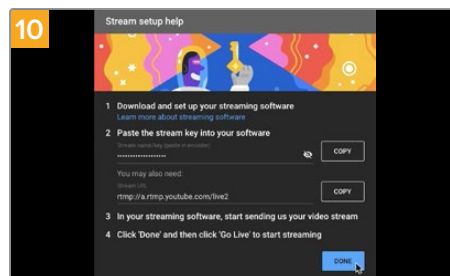 10
Stream setup help
1 Download and set up your streaming software
Learn more about streaming software
2 Paste the stream key into your software
Stream name/key (paste in encoder)
••••••••••••••••••••
COPY
You may also need:
Stream URL
rtmp://a.rtmp.youtube.com/live2
COPY
3 In your streaming software, start sending us your video stream
4 Click 'Done' and then click 'Go Live' to start streaming
DONE